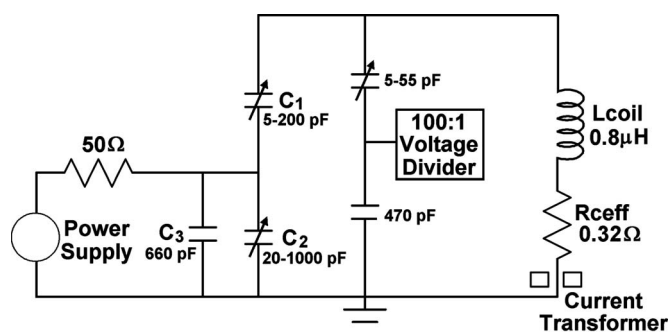 50Ω
Power
Supply
C3
660 pF
C1
5-200 pF
C2
20-1000 pF
5-55 pF
100:1
Voltage
Divider
470 pF
Lcoil
0.8μH
Rceff
0.32Ω
Current
Transformer